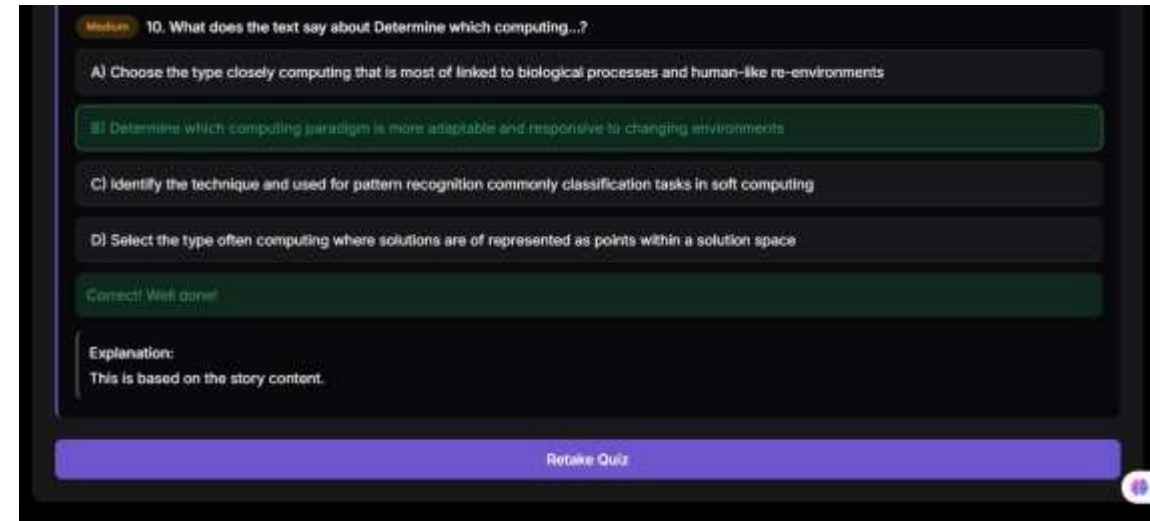 Medium 10. What does the text say about Determine which computing...?
A) Choose the type closely computing that is most of linked to biological processes and human-like re-environments
B) Determine which computing paradigm is more adaptable and responsive to changing environments
C) Identify the technique and used for pattern recognition commonly classification tasks in soft computing
D) Select the type often computing where solutions are of represented as points within a solution space
Correct! Well done!
Explanation:
This is based on the story content.
Retake Quiz